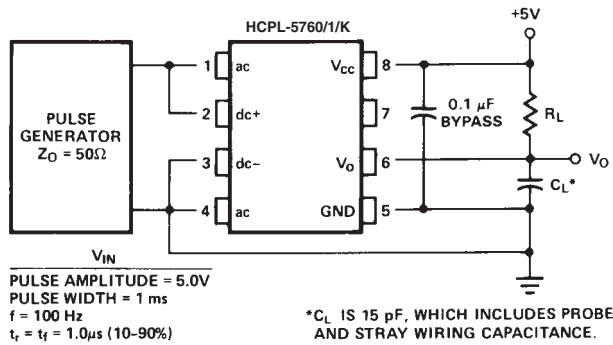 HCPL-5760/1/K
+5V
PULSE
GENERATOR
Z_O = 50Ω
1 ac
2 dc+
3 dc-
4 ac
V_CC 8
7
V_O 6
GND 5
0.1 μF
BYPASS
R_L
V_O
C_L*
V_IN
PULSE AMPLITUDE = 5.0V
PULSE WIDTH = 1 ms
f = 100 Hz
t_r = t_f = 1.0μs (10-90%)
*C_L IS 15 pF, WHICH INCLUDES PROBE
AND STRAY WIRING CAPACITANCE.